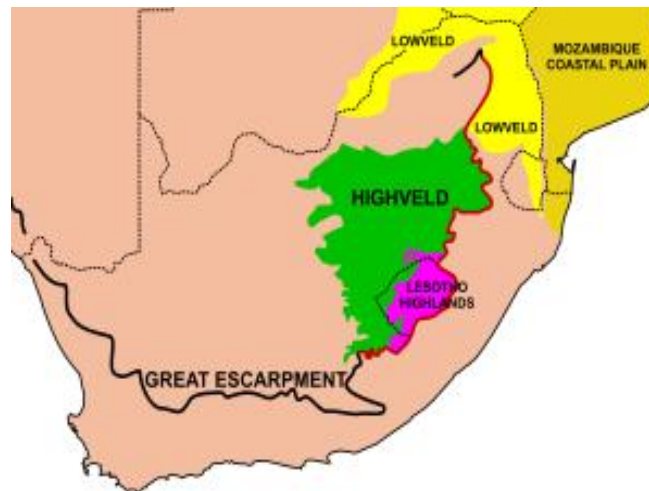 LOWVELD
MOZAMBIQUE
COASTAL PLAIN
LOWVELD
HIGHVELD
LESOTHO
HIGHLANDS
GREAT ESCARPMENT